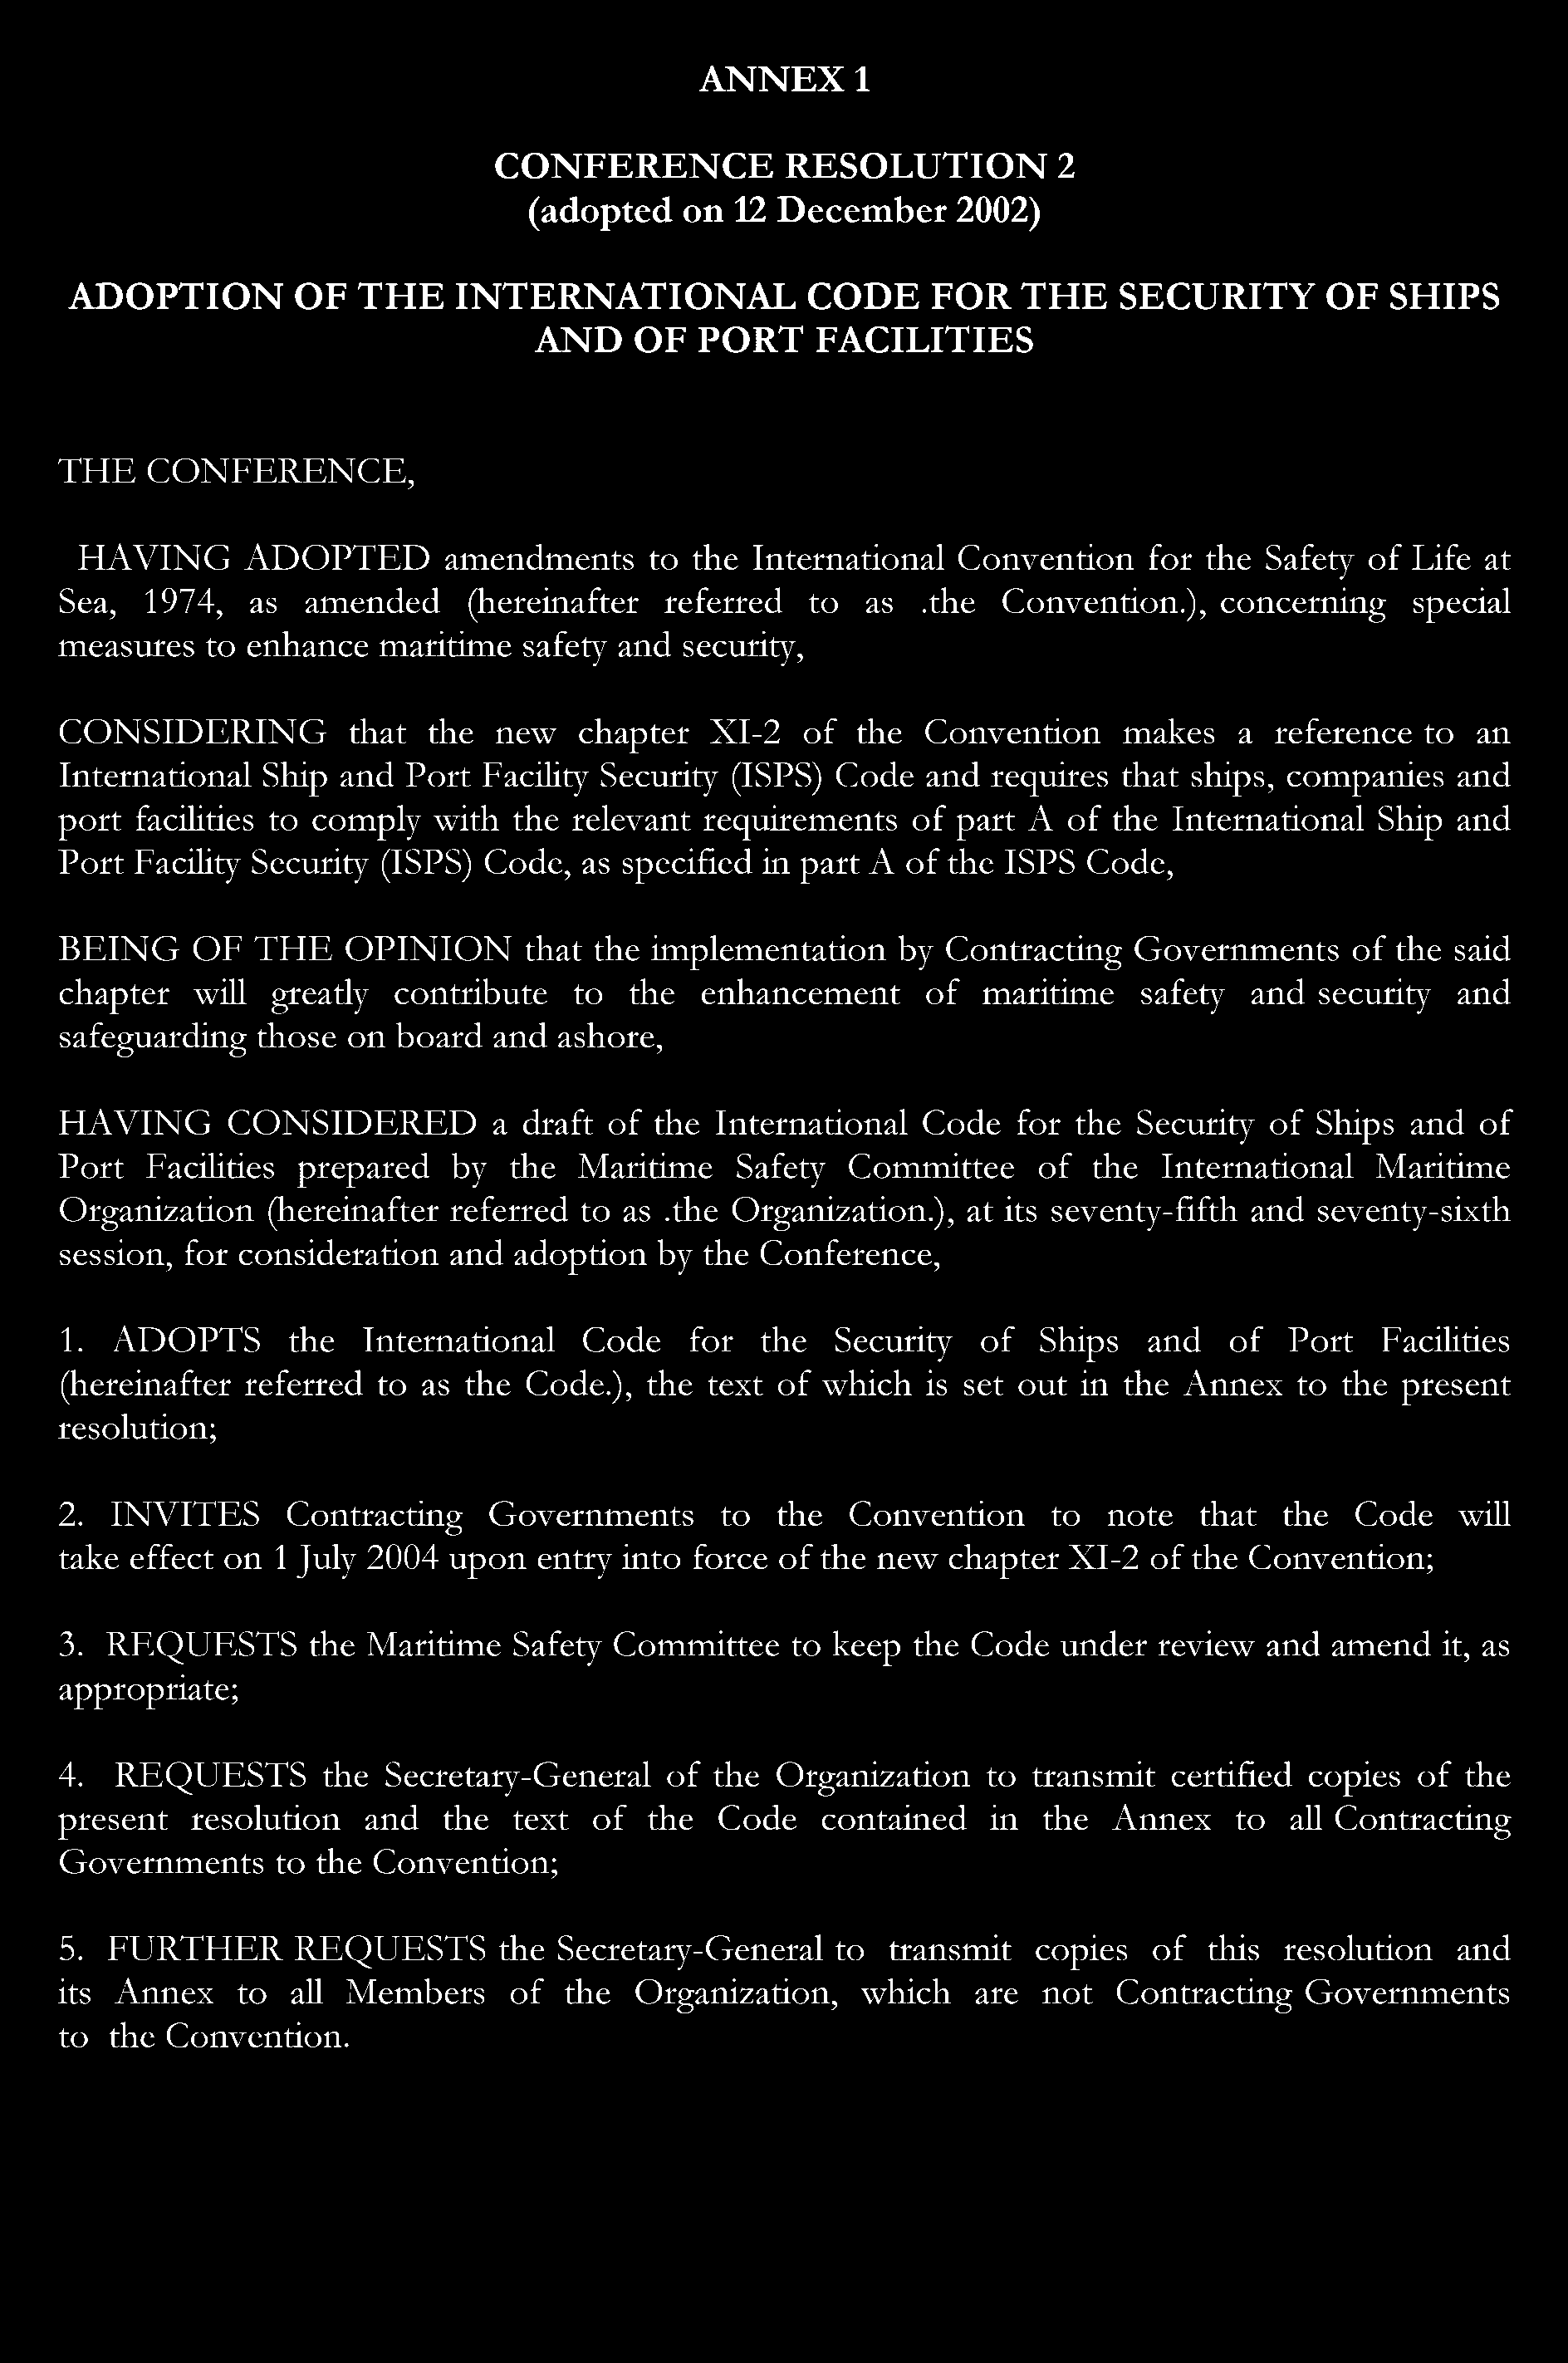 ANNEX 1
CONFERENCE RESOLUTION 2
(adopted on 12 December 2002)
ADOPTION OF THE INTERNATIONAL CODE FOR THE SECURITY OF SHIPS
AND OF PORT FACILITIES
THE CONFERENCE,
HAVING ADOPTED amendments to the International Convention for the Safety of Life at
Sea, 1974, as amended (hereinafter referred to as .the Convention.), concerning special
measures to enhance maritime safety and security,
CONSIDERING that the new chapter XI-2 of the Convention makes a reference to an
International Ship and Port Facility Security (ISPS) Code and requires that ships, companies and
port facilities to comply with the relevant requirements of part A of the International Ship and
Port Facility Security (ISPS) Code, as specified in part A of the ISPS Code,
BEING OF THE OPINION that the implementation by Contracting Governments of the said
chapter will greatly contribute to the enhancement of maritime safety and security and
safeguarding those on board and ashore,
HAVING CONSIDERED a draft of the International Code for the Security of Ships and of
Port Facilities prepared by the Maritime Safety Committee of the International Maritime
Organization (hereinafter referred to as .the Organization.), at its seventy-fifth and seventy-sixth
session, for consideration and adoption by the Conference,
1. ADOPTS the International Code for the Security of Ships and of Port Facilities
(hereinafter referred to as the Code.), the text of which is set out in the Annex to the present
resolution;
2. INVITES Contracting Governments to the Convention to note that the Code will
take effect on 1 July 2004 upon entry into force of the new chapter XI-2 of the Convention;
3. REQUESTS the Maritime Safety Committee to keep the Code under review and amend it, as
appropriate;
4. REQUESTS the Secretary-General of the Organization to transmit certified copies of the
present resolution and the text of the Code contained in the Annex to all Contracting
Governments to the Convention;
5. FURTHER REQUESTS the Secretary-General to transmit copies of this resolution and
its Annex to all Members of the Organization, which are not Contracting Governments
to the Convention.